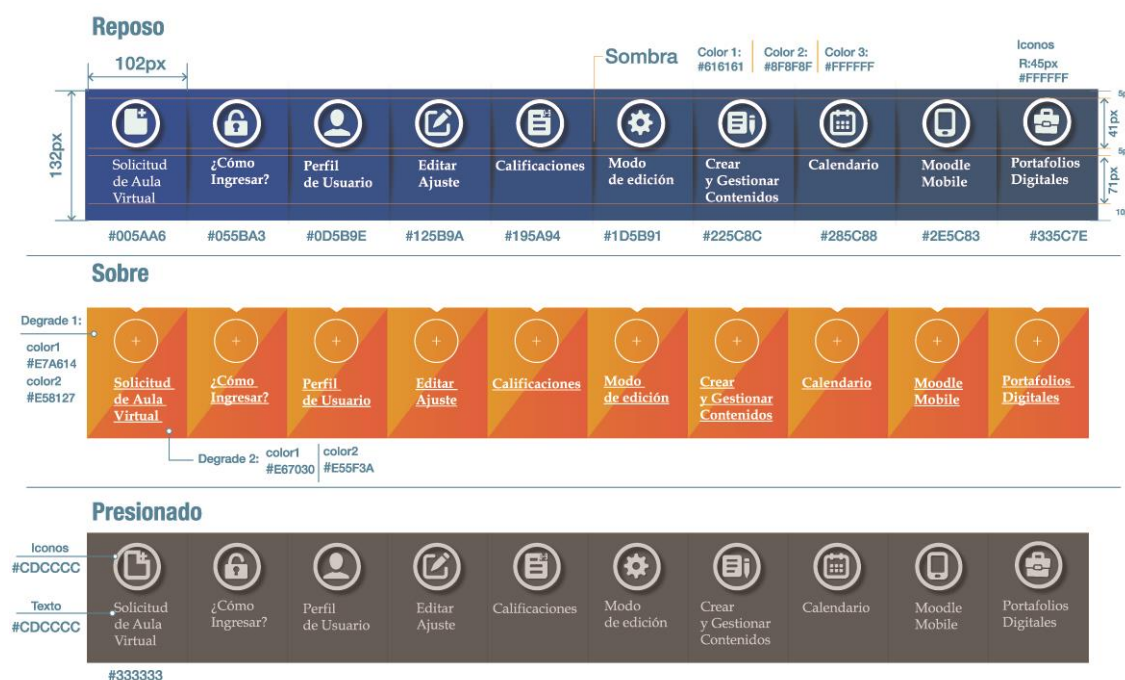 Reposo
102px
Sombra
Color 1:
#616161
Color 2:
#8F8F8F
Color 3:
#FFFFFF
Iconos
R:45px
#FFFFFF
132px
41px
71px
Solicitud
de Aula
Virtual
¿Cómo
Ingresar?
Perfil
de Usuario
Editar
Ajuste
Calificaciones
Modo
de edición
Crear
y Gestionar
Contenidos
Calendario
Moodle
Mobile
Portafolios
Digitales
#005AA6
#055BA3
#0D5B9E
#125B9A
#195A94
#1D5B91
#225C8C
#285C88
#2E5C83
#335C7E
Sobre
Degrade 1:
color1
#E7A614
color2
#E58127
Solicitud
de Aula
Virtual
¿Cómo
Ingresar?
Perfil
de Usuario
Editar
Ajuste
Calificaciones
Modo
de edición
Crear
y Gestionar
Contenidos
Calendario
Moodle
Mobile
Portafolios
Digitales
Degrade 2:
color1
#E67030
color2
#E55F3A
Presionado
Iconos
#CDCCCC
Texto
#CDCCCC
Solicitud
de Aula
Virtual
¿Cómo
Ingresar?
Perfil
de Usuario
Editar
Ajuste
Calificaciones
Modo
de edición
Crear
y Gestionar
Contenidos
Calendario
Moodle
Mobile
Portafolios
Digitales
#333333